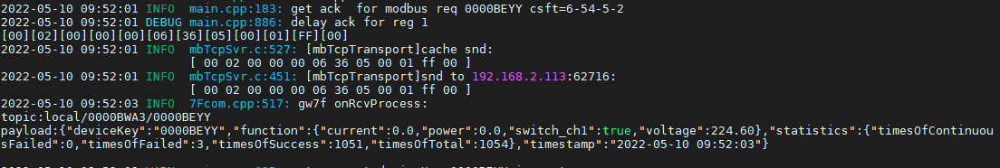 2022-05-10 09:52:01 INFO  main.cpp:183: get ack  for modbus req 0000BEYY csft=6-54-5-2
2022-05-10 09:52:01 DEBUG main.cpp:886: delay ack for reg 1
[00][02][00][00][00][06][36][05][00][01][FF][00]
2022-05-10 09:52:01 INFO  mbTcpSvr.c:527: [mbTcpTransport]cache snd:
[ 00 02 00 00 00 06 36 05 00 01 ff 00 ]
2022-05-10 09:52:01 INFO  mbTcpSvr.c:451: [mbTcpTransport]snd to 192.168.2.113:62716:
[ 00 02 00 00 00 06 36 05 00 01 ff 00 ]
2022-05-10 09:52:03 INFO  7Fcom.cpp:517: gw7f onRcvProcess:
topic:local/0000BWA3/0000BEYY
payload:{"deviceKey":"0000BEYY","function":{"current":0.0,"power":0.0,"switch_ch1":true,"voltage":224.60},"statistics":{"timesOfContinuou
sFailed":0,"timesOfFailed":3,"timesOfSuccess":1051,"timesOfTotal":1054},"timestamp":"2022-05-10 09:52:03"}